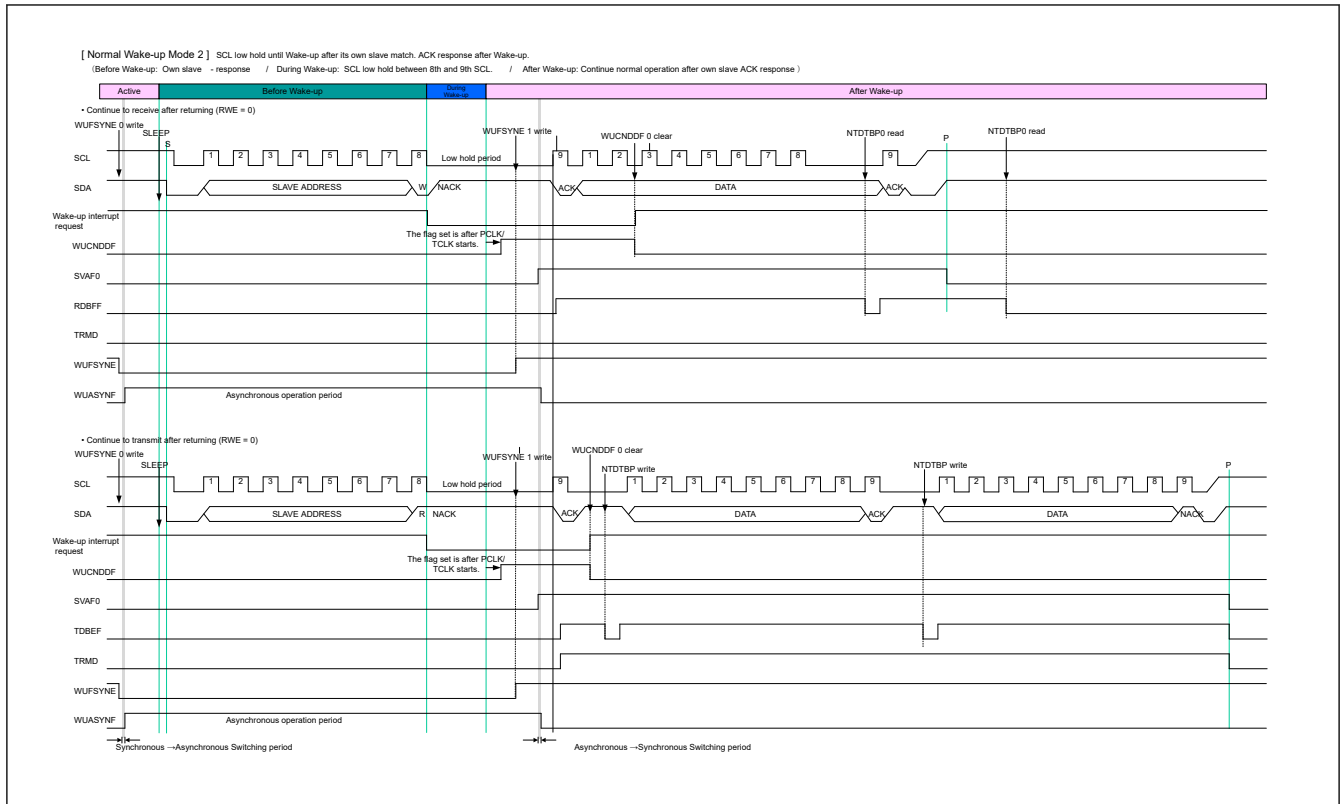 [ Normal Wake-up Mode 2 ] SCL low hold until Wake-up after its own slave match. ACK response after Wake-up.
(Before Wake-up: Own slave - response / During Wake-up: SCL low hold between 8th and 9th SCL. / After Wake-up: Continue normal operation after own slave ACK response )
Active Before Wake-up During Wake-up After Wake-up
• Continue to receive after returning (RWE = 0)
WUFSYNE 0 write SLEEP S WUFSYNE 1 write WUCNDDF 0 clear NTDTBP0 read P NTDTBP0 read
SCL 1 2 3 4 5 6 7 8 Low hold period 9 1 2 3 4 5 6 7 8 9
SDA SLAVE ADDRESS W NACK ACK DATA ACK
Wake-up interrupt
request
The flag set is after PCLK/
TCLK starts.
WUCNDDF
SVAF0
RDBFF
TRMD
WUFSYNE
WUASYNF Asynchronous operation period
• Continue to transmit after returning (RWE = 0)
WUFSYNE 0 write SLEEP WUFSYNE 1 write WUCNDDF 0 clear NTDTBP write NTDTBP write P
SCL 1 2 3 4 5 6 7 8 Low hold period 9 1 2 3 4 5 6 7 8 9 1 2 3 4 5 6 7 8 9
SDA SLAVE ADDRESS R NACK ACK DATA ACK DATA NACK
Wake-up interrupt
request
The flag set is after PCLK/
TCLK starts.
WUCNDDF
SVAF0
TDBEF
TRMD
WUFSYNE
WUASYNF Asynchronous operation period
Synchronous →Asynchronous Switching period Asynchronous →Synchronous Switching period